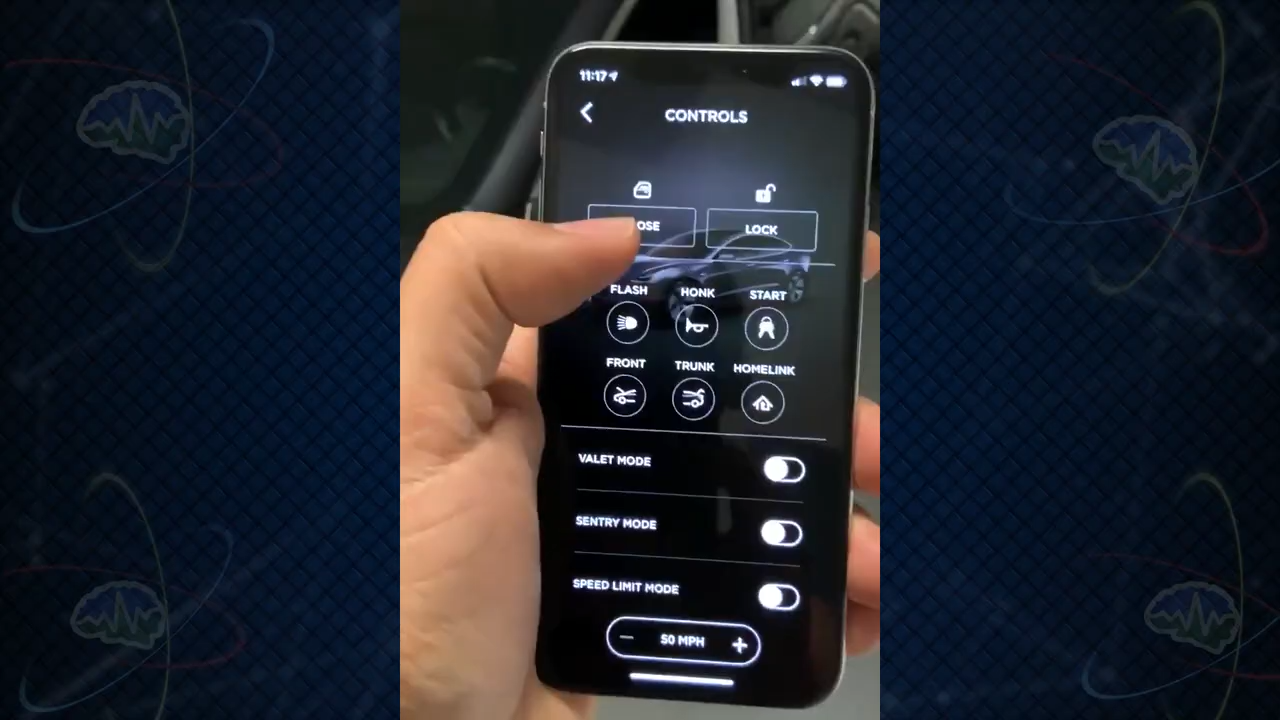 11:17
CONTROLS
OSE LOCK
FLASH HONK START
FRONT TRUNK HOMELINK
VALET MODE
SENTRY MODE
SPEED LIMIT MODE
− 50 MPH +